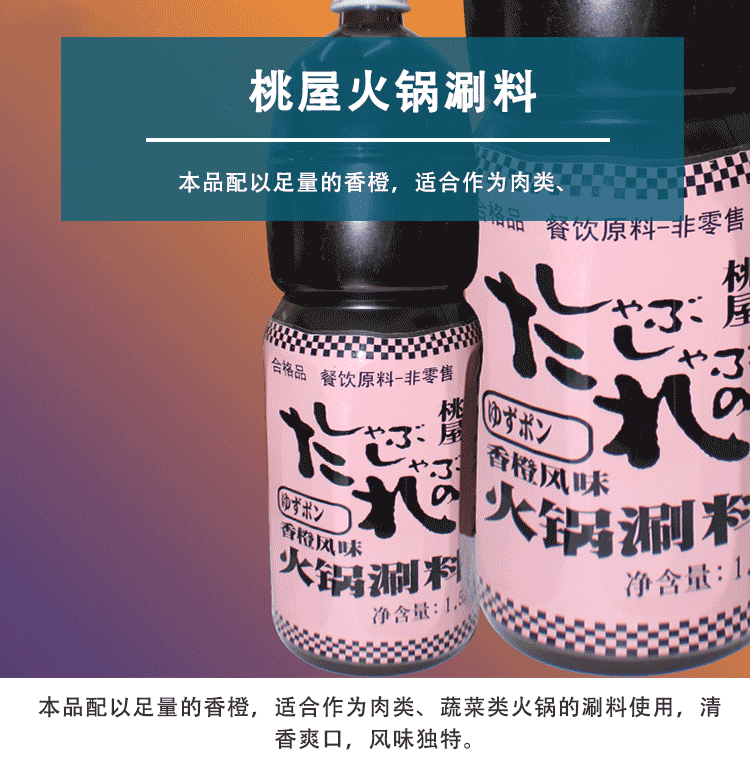 桃屋火锅涮料
本品配以足量的香橙，适合作为肉类、
合格品 餐饮原料-非零售
桃屋
しゃぶしゃぶの
たれ
ゆずポン
香橙风味
火锅涮料
净含量:1.
合格品 餐饮原料-非零售
桃屋
しゃぶしゃぶの
たれ
ゆずポン
香橙风味
火锅涮料
净含量:1.
本品配以足量的香橙，适合作为肉类、蔬菜类火锅的涮料使用，清
香爽口，风味独特。